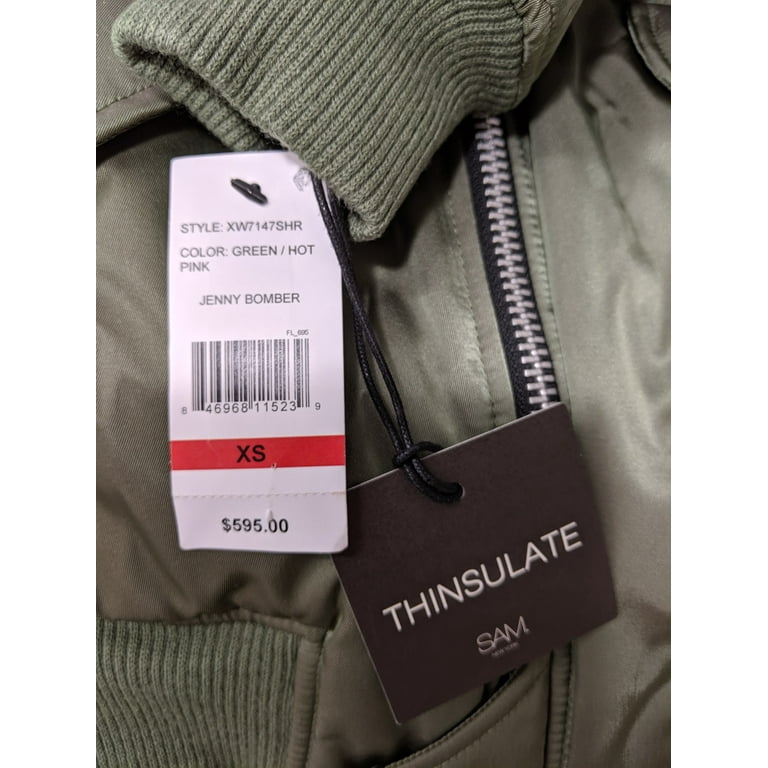 STYLE: XW7147SHR
COLOR: GREEN / HOT
PINK
JENNY BOMBER
FL_695
8 46968 11523 9
XS
$595.00
THINSULATE
SAM.
NEW YORK